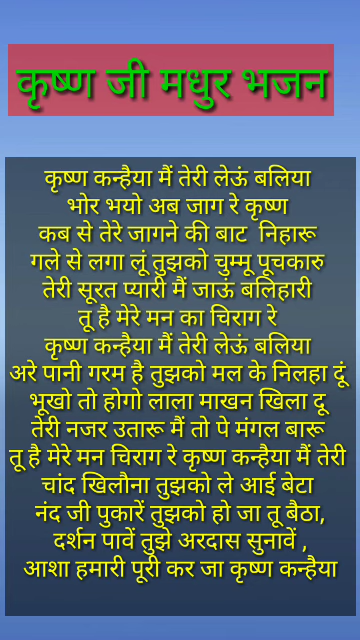 कृष्ण जी मधुर भजन
कृष्ण कन्हैया मैं तेरी लेऊं बलिया
भोर भयो अब जाग रे कृष्ण
कब से तेरे जागने की बाट निहारू
गले से लगा लूं तुझको चुम्मू पूचकारु
तेरी सूरत प्यारी मैं जाऊं बलिहारी
तू है मेरे मन का चिराग रे
कृष्ण कन्हैया मैं तेरी लेऊं बलिया
अरे पानी गरम है तुझको मल के निलहा दूं
भूखो तो होगो लाला माखन खिला दू
तेरी नजर उतारू मैं तो पे मंगल बारू
तू है मेरे मन चिराग रे कृष्ण कन्हैया मैं तेरी
चांद खिलौना तुझको ले आई बेटा
नंद जी पुकारें तुझको हो जा तू बैठा,
दर्शन पावें तुझे अरदास सुनावें ,
आशा हमारी पूरी कर जा कृष्ण कन्हैया